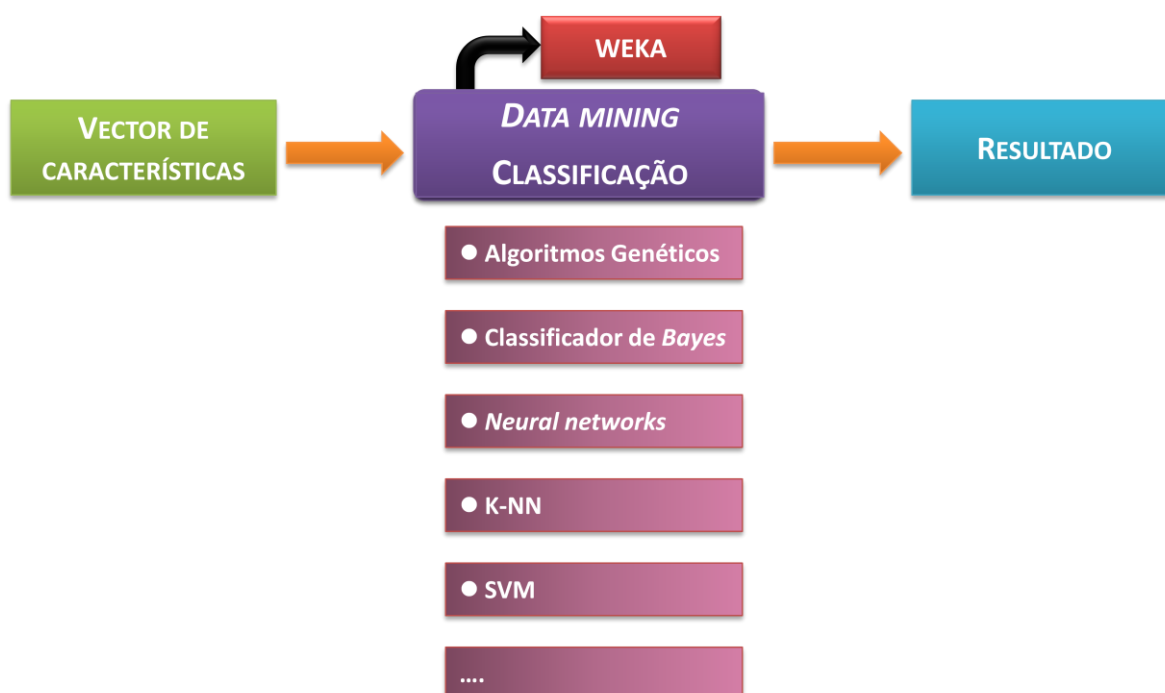 WEKA
VECTOR DE
CARACTERÍSTICAS
DATA MINING
CLASSIFICAÇÃO
RESULTADO
● Algoritmos Genéticos
● Classificador de Bayes
● Neural networks
● K-NN
● SVM
....